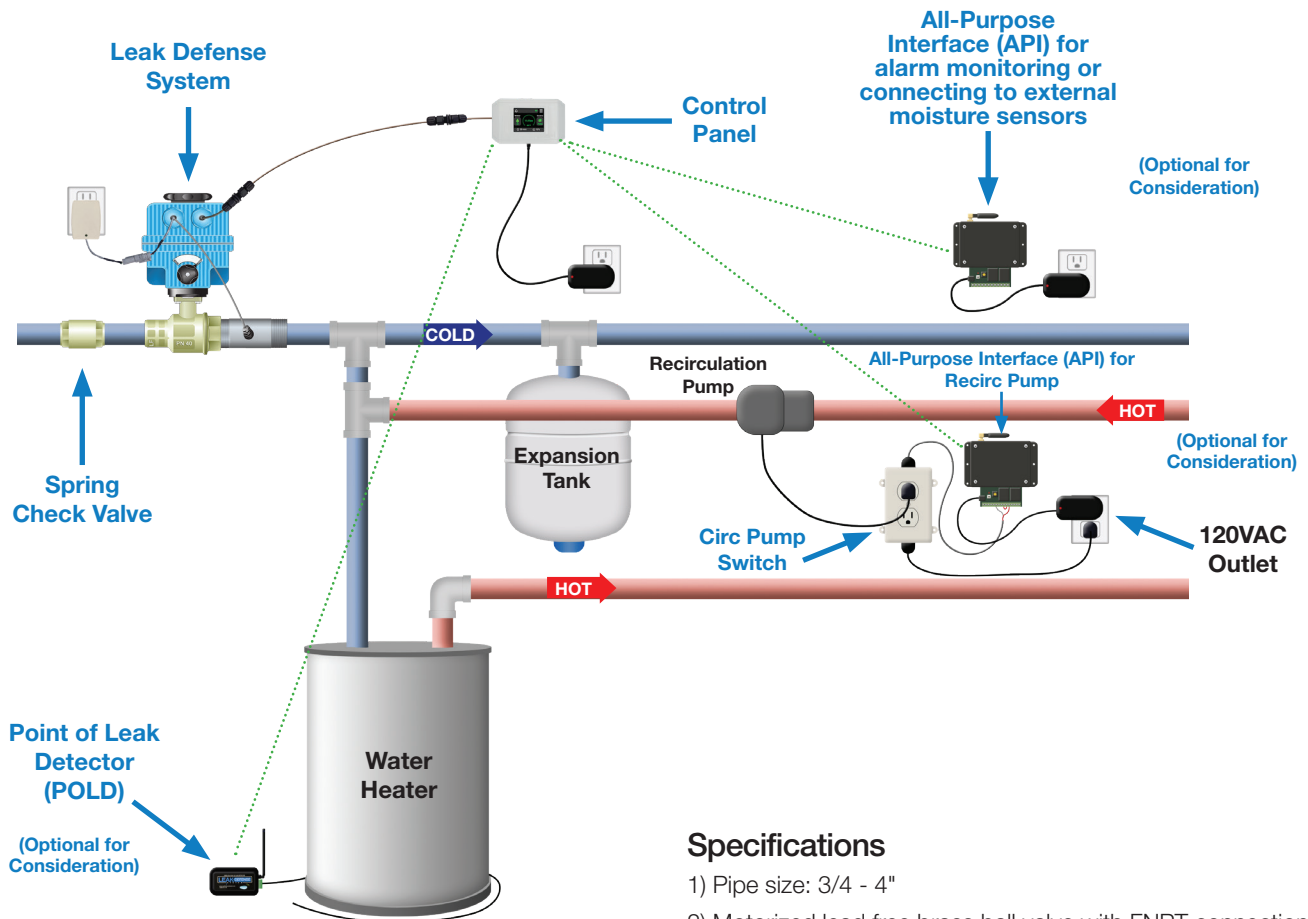 Leak Defense
System
All-Purpose
Interface (API) for
alarm monitoring or
connecting to external
moisture sensors
Control
Panel
(Optional for
Consideration)
PN 40
COLD
Spring
Check Valve
Recirculation
Pump
All-Purpose Interface (API) for
Recirc Pump
HOT
(Optional for
Consideration)
Expansion
Tank
Circ Pump
Switch
120VAC
Outlet
HOT
Point of Leak
Detector
(POLD)
Water
Heater
(Optional for
Consideration)
LEAK
Specifications
1) Pipe size: 3/4 - 4"